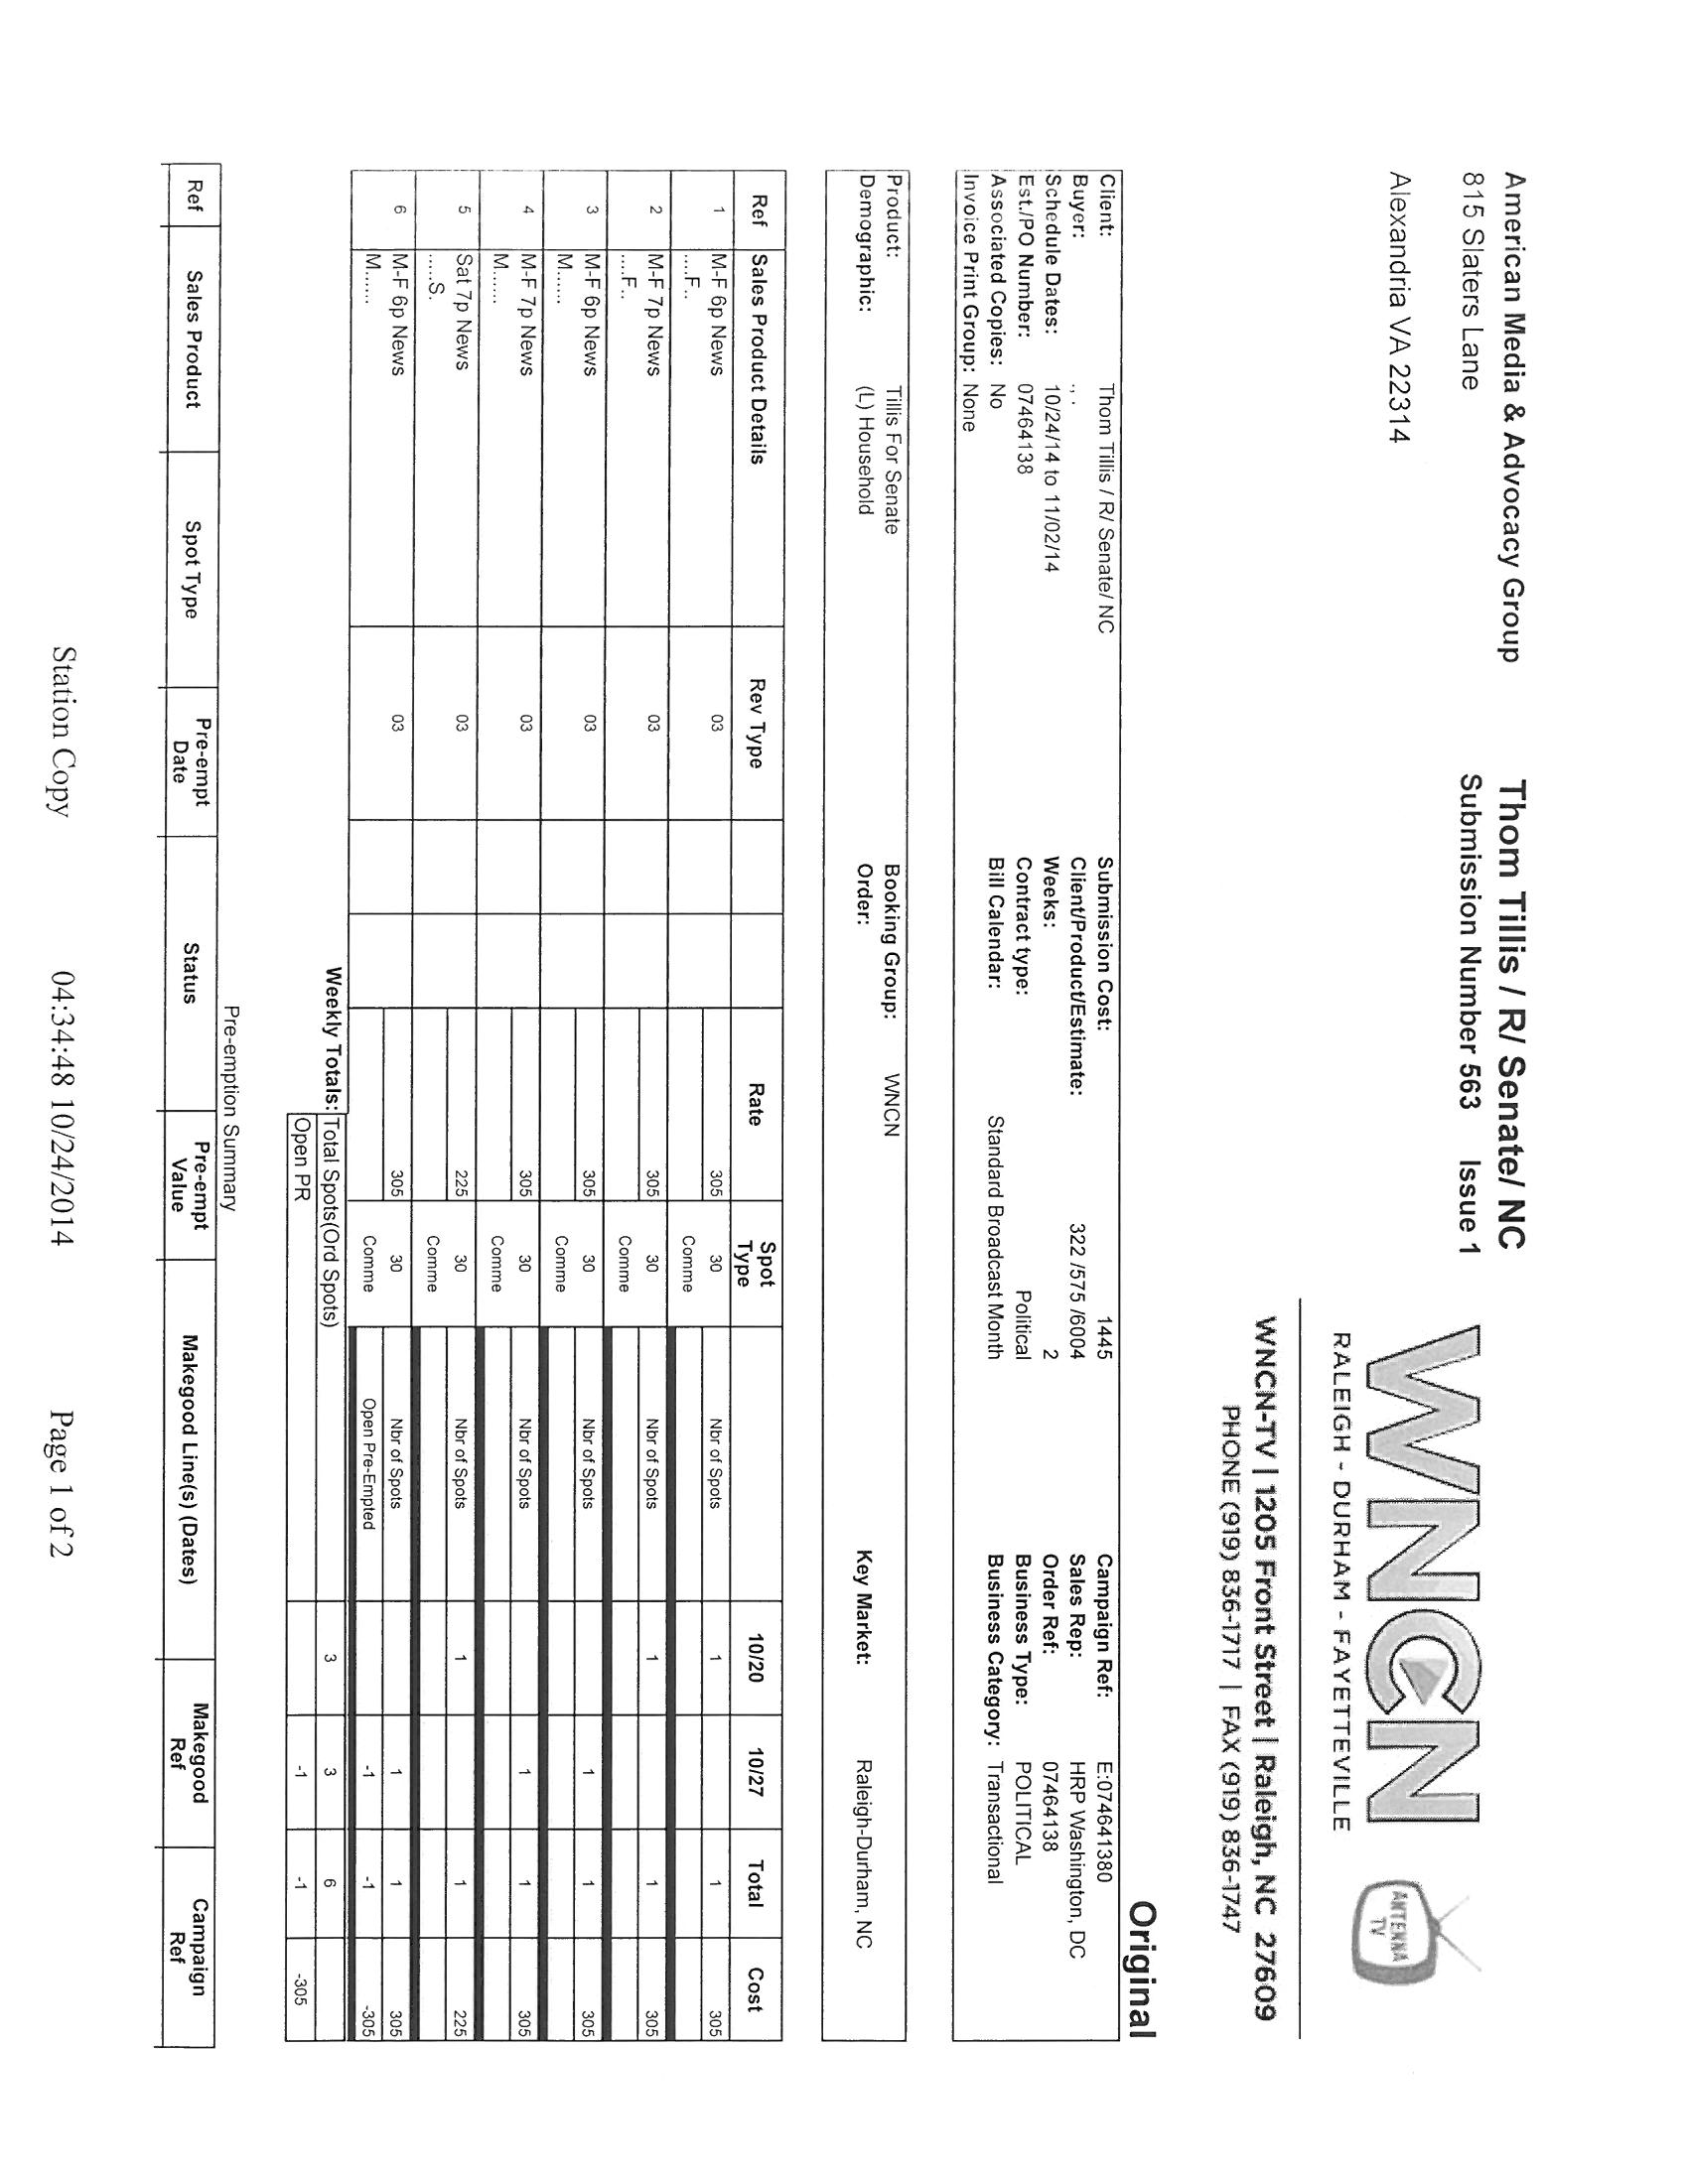 American Media & Advocacy Group
815 Slaters Lane
Alexandria VA 22314
Thom Tillis / R/ Senate/ NC
Submission Number 563 Issue 1
WNCN
RALEIGH - DURHAM - FAYETTEVILLE
ANTENNA TV
WNCN-TV | 1205 Front Street | Raleigh, NC 27609
PHONE (919) 836-1717 | FAX (919) 836-1747
Original
Client: Thom Tillis / R/ Senate/ NC Submission Cost: 1445 Campaign Ref: E:074641380
Buyer: , . Client/Product/Estimate: 322 /575 /6004 Sales Rep: HRP Washington, DC
Schedule Dates: 10/24/14 to 11/02/14 Weeks: 2 Order Ref: 07464138
Est./PO Number: 07464138 Contract type: Political Business Type: POLITICAL
Associated Copies: No Bill Calendar: Standard Broadcast Month Business Category: Transactional
Invoice Print Group: None
Product: Tillis For Senate Booking Group: WNCN
Demographic: (L) Household Order: Key Market: Raleigh-Durham, NC
Ref Sales Product Details Rev Type Rate Spot Type 10/20 10/27 Total Cost
1 M-F 6p News 03 305 30 Nbr of Spots 1 1 305
....F.. Comme
2 M-F 7p News 03 305 30 Nbr of Spots 1 1 305
....F.. Comme
3 M-F 6p News 03 305 30 Nbr of Spots 1 1 305
M...... Comme
4 M-F 7p News 03 305 30 Nbr of Spots 1 1 305
M...... Comme
5 Sat 7p News 03 225 30 Nbr of Spots 1 1 225
.....S. Comme
6 M-F 6p News 03 305 30 Nbr of Spots 1 1 305
M...... Comme Open Pre-Empted -1 -1 -305
Weekly Totals: Total Spots(Ord Spots) 3 3 6
Open PR -1 -1 -305
Pre-emption Summary
Ref Sales Product Spot Type Pre-empt Date Status Pre-empt Value Makegood Line(s) (Dates) Makegood Ref Campaign Ref
Station Copy 04:34:48 10/24/2014 Page 1 of 2